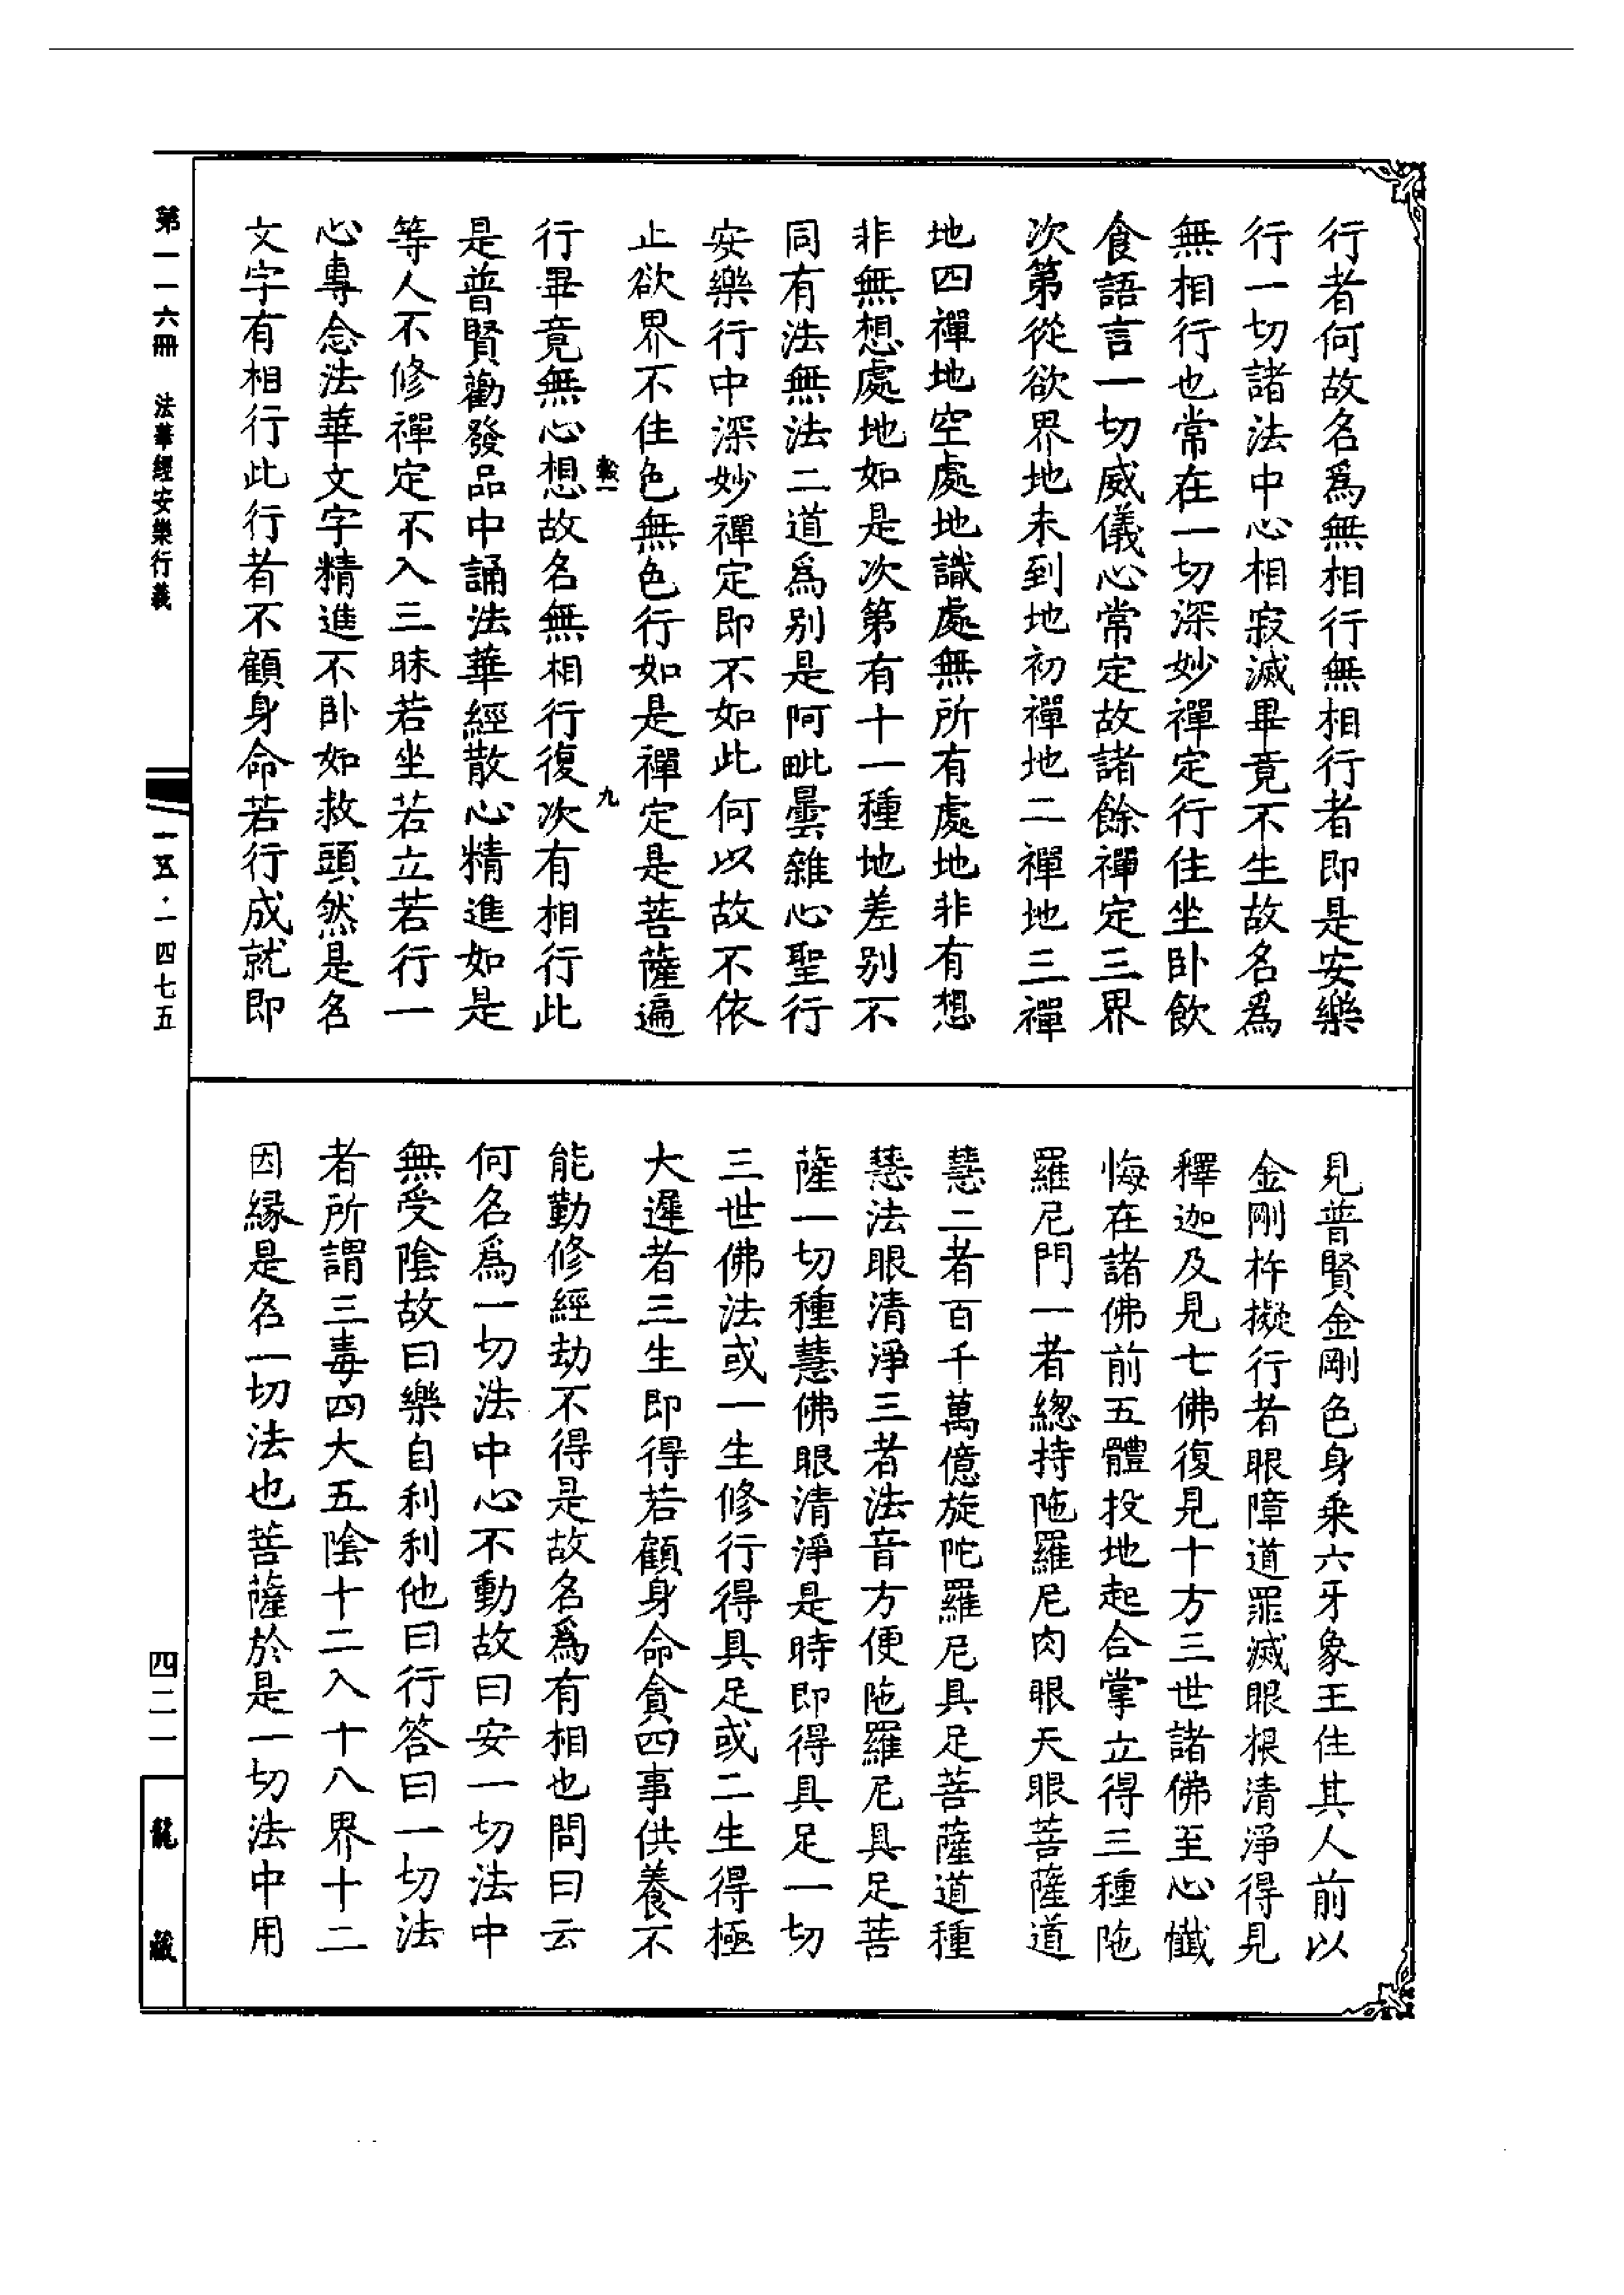 行者何故名爲無相行無相行者即是安樂
行一切諸法中心相寂滅畢竟不生故名爲
無相行也常在一切深妙禪定行住坐卧飲
食語言一切威儀心常定故諸餘禪定三界
次第從欲界地未到地初禪地二禪地三禪
地四禪地空處地識處無所有處地非有想
非無想處地如是次第有十一種地差別不
同有法無法二道爲別是阿毗曇雜心聖行
安樂行中深妙禪定即不如此何以故不依
止欲界不住色無色行如是禪定是菩薩遍
九
行畢竟無心想故名無相行復次有相行此
是普賢勸發品中誦法華經散心精進如是
等人不修禪定不入三昧若坐若立若行一
心專念法華文字精進不卧如救頭然是名
文字有相行此行者不顧身命若行成就即
見普賢金剛色身乘六牙象王住其人前以
金剛杵擬行者眼障道罪滅眼根清淨得見
釋迦及見七佛復見十方三世諸佛至心懺
悔在諸佛前五體投地起合掌立得三種陁
羅尼門一者緫持陁羅尼肉眼天眼菩薩道
慧二者百千萬億旋陀羅尼具足菩薩道種
慧法眼清淨三者法音方便陁羅尼具足菩
薩一切種慧佛眼清淨是時即得具足一切
三世佛法或一生修行得具足或二生得極
大遲者三生即得若顧身命貪四事供養不
能勤修經劫不得是故名爲有相也問曰云
何名爲一切法中心不動故曰安一切法中
無受陰故曰樂自利利他曰行答曰一切法
者所謂三毒四大五陰十二入十八界十二
因緣是名一切法也菩薩於是一切法中用
第一一六冊 法華經安樂行義
一五·一四七五
四二一
龍藏